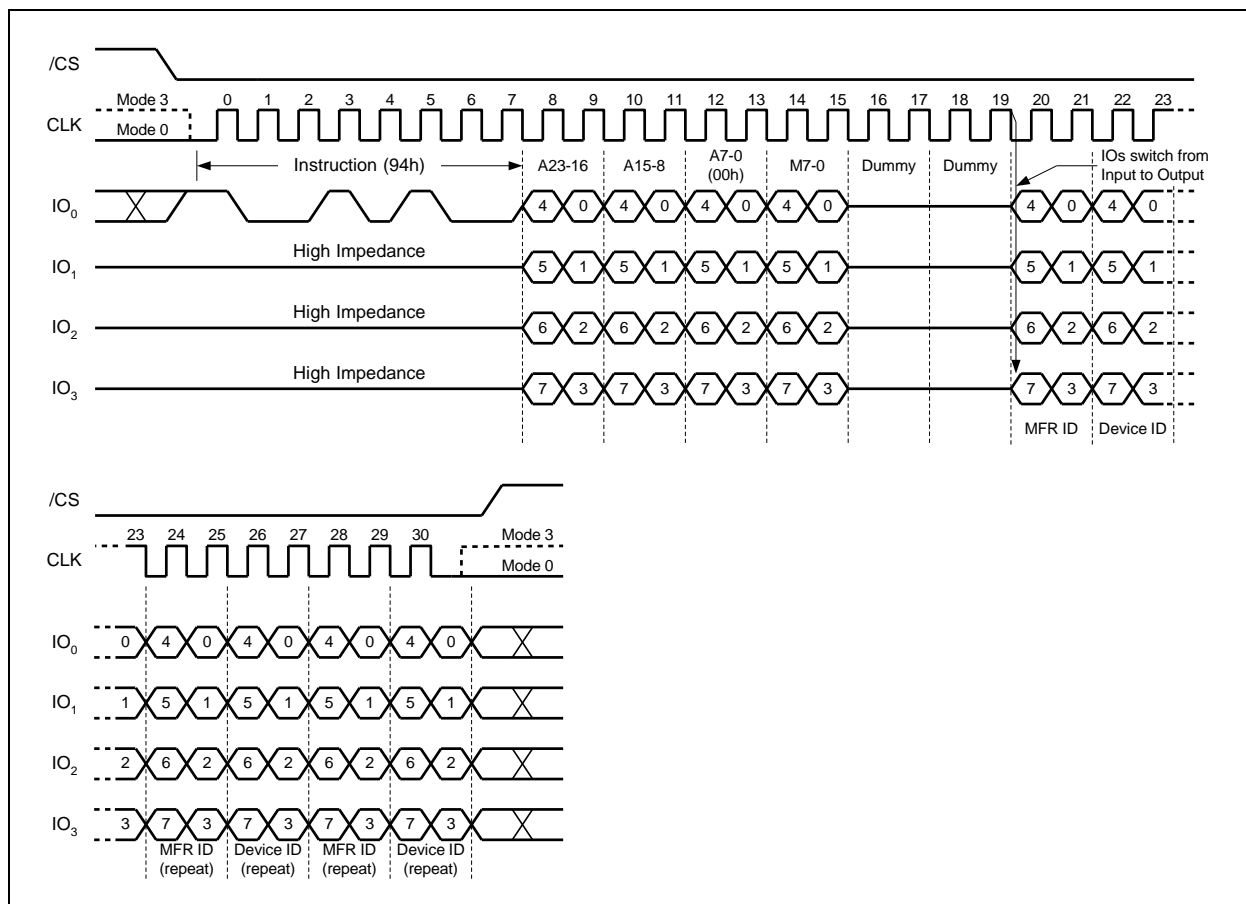 /CS
Mode 3 0 1 2 3 4 5 6 7 8 9 10 11 12 13 14 15 16 17 18 19 20 21 22 23
CLK Mode 0
Instruction (94h) A23-16 A15-8 A7-0 (00h) M7-0 Dummy Dummy IOs switch from Input to Output
IO0 4 0 4 0 4 0 4 0 4 0 4 0
High Impedance
IO1 5 1 5 1 5 1 5 1 5 1 5 1
High Impedance
IO2 6 2 6 2 6 2 6 2 6 2 6 2
High Impedance
IO3 7 3 7 3 7 3 7 3 7 3 7 3
MFR ID Device ID
/CS
23 24 25 26 27 28 29 30 Mode 3
CLK Mode 0
IO0 0 4 0 4 0 4 0 4 0
IO1 1 5 1 5 1 5 1 5 1
IO2 2 6 2 6 2 6 2 6 2
IO3 3 7 3 7 3 7 3 7 3
MFR ID Device ID MFR ID Device ID
(repeat) (repeat) (repeat) (repeat)